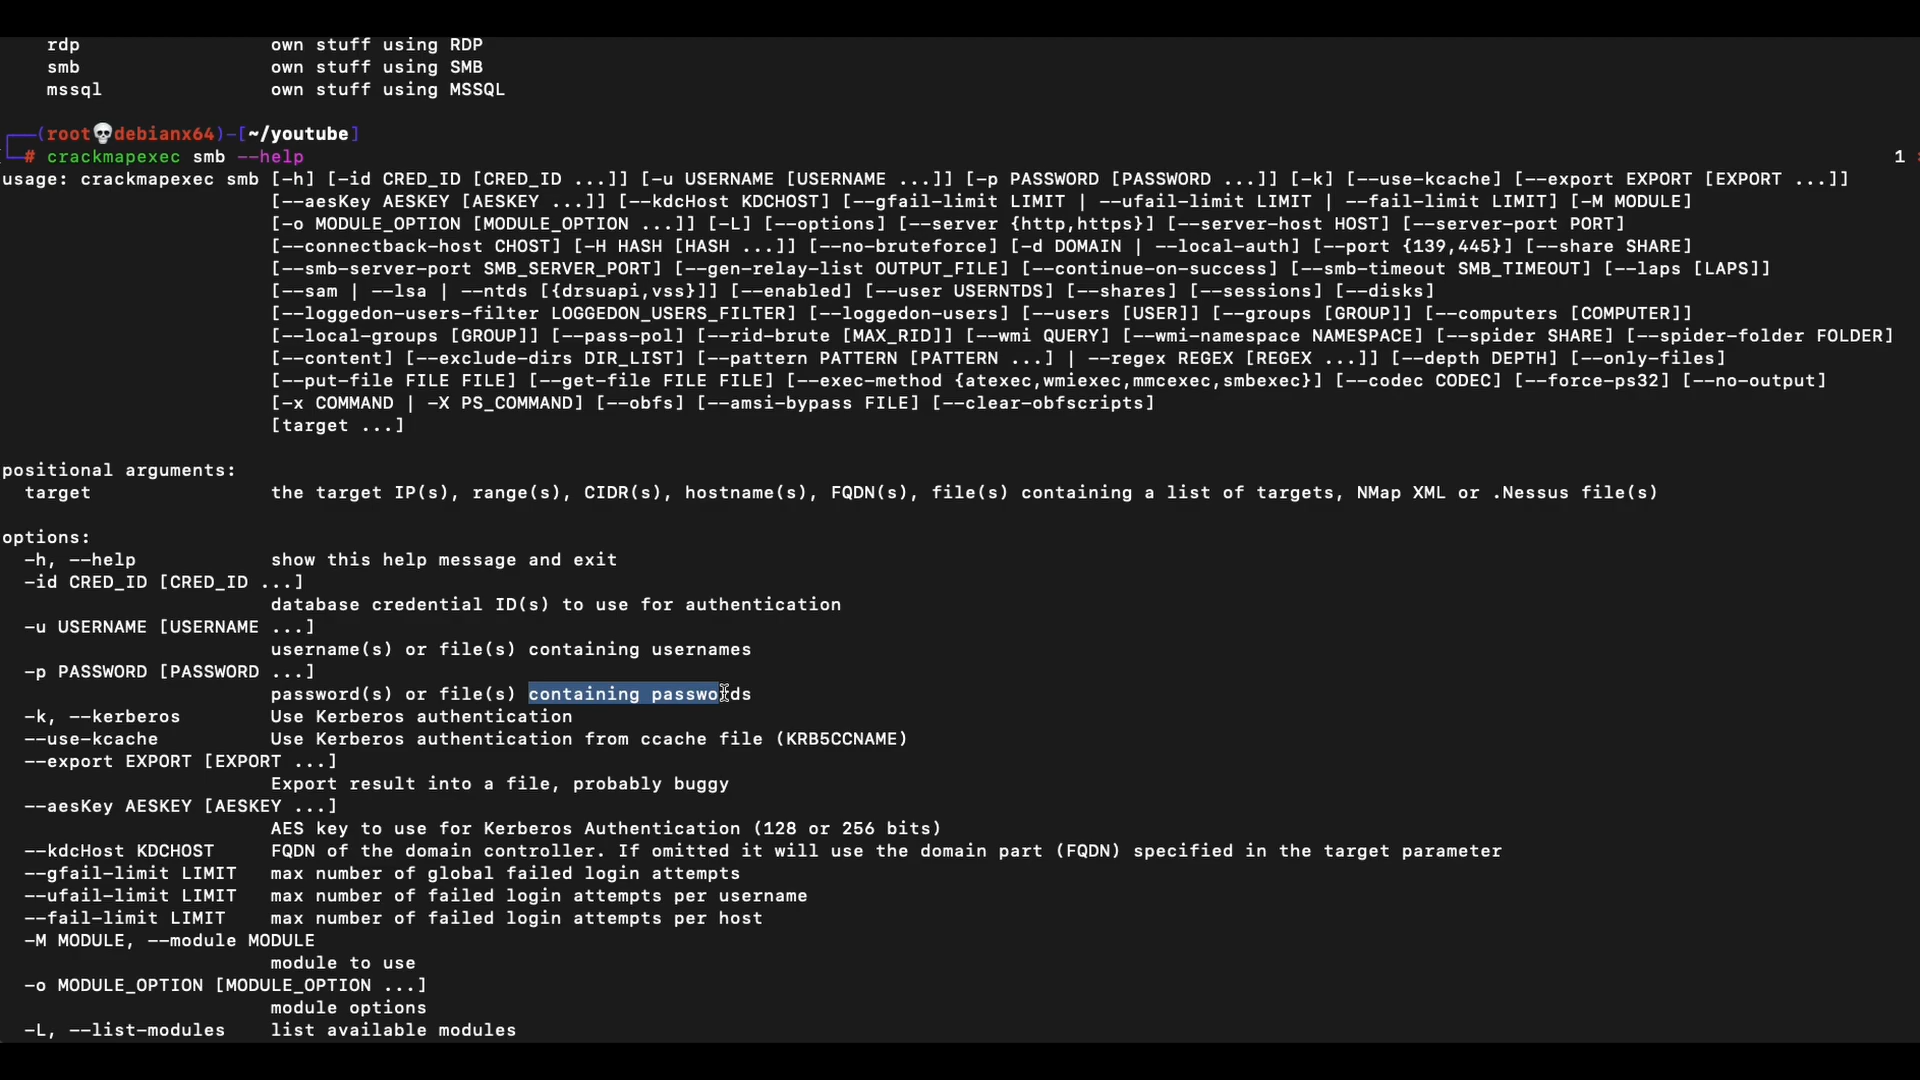 rdp own stuff using RDP
smb own stuff using SMB
mssql own stuff using MSSQL
┌──(root💀debianx64)-[~/youtube]
└─# crackmapexec smb --help 1
usage: crackmapexec smb [-h] [-id CRED_ID [CRED_ID ...]] [-u USERNAME [USERNAME ...]] [-p PASSWORD [PASSWORD ...]] [-k] [--use-kcache] [--export EXPORT [EXPORT ...]]
[--aesKey AESKEY [AESKEY ...]] [--kdcHost KDCHOST] [--gfail-limit LIMIT | --ufail-limit LIMIT | --fail-limit LIMIT] [-M MODULE]
[-o MODULE_OPTION [MODULE_OPTION ...]] [-L] [--options] [--server {http,https}] [--server-host HOST] [--server-port PORT]
[--connectback-host CHOST] [-H HASH [HASH ...]] [--no-bruteforce] [-d DOMAIN | --local-auth] [--port {139,445}] [--share SHARE]
[--smb-server-port SMB_SERVER_PORT] [--gen-relay-list OUTPUT_FILE] [--continue-on-success] [--smb-timeout SMB_TIMEOUT] [--laps [LAPS]]
[--sam | --lsa | --ntds [{drsuapi,vss}]] [--enabled] [--user USERNTDS] [--shares] [--sessions] [--disks]
[--loggedon-users-filter LOGGEDON_USERS_FILTER] [--loggedon-users] [--users [USER]] [--groups [GROUP]] [--computers [COMPUTER]]
[--local-groups [GROUP]] [--pass-pol] [--rid-brute [MAX_RID]] [--wmi QUERY] [--wmi-namespace NAMESPACE] [--spider SHARE] [--spider-folder FOLDER]
[--content] [--exclude-dirs DIR_LIST] [--pattern PATTERN [PATTERN ...] | --regex REGEX [REGEX ...]] [--depth DEPTH] [--only-files]
[--put-file FILE FILE] [--get-file FILE FILE] [--exec-method {atexec,wmiexec,mmcexec,smbexec}] [--codec CODEC] [--force-ps32] [--no-output]
[-x COMMAND | -X PS_COMMAND] [--obfs] [--amsi-bypass FILE] [--clear-obfscripts]
[target ...]
positional arguments:
target the target IP(s), range(s), CIDR(s), hostname(s), FQDN(s), file(s) containing a list of targets, NMap XML or .Nessus file(s)
options:
-h, --help show this help message and exit
-id CRED_ID [CRED_ID ...]
database credential ID(s) to use for authentication
-u USERNAME [USERNAME ...]
username(s) or file(s) containing usernames
-p PASSWORD [PASSWORD ...]
password(s) or file(s) containing passwords
-k, --kerberos Use Kerberos authentication
--use-kcache Use Kerberos authentication from ccache file (KRB5CCNAME)
--export EXPORT [EXPORT ...]
Export result into a file, probably buggy
--aesKey AESKEY [AESKEY ...]
AES key to use for Kerberos Authentication (128 or 256 bits)
--kdcHost KDCHOST FQDN of the domain controller. If omitted it will use the domain part (FQDN) specified in the target parameter
--gfail-limit LIMIT max number of global failed login attempts
--ufail-limit LIMIT max number of failed login attempts per username
--fail-limit LIMIT max number of failed login attempts per host
-M MODULE, --module MODULE
module to use
-o MODULE_OPTION [MODULE_OPTION ...]
module options
-L, --list-modules list available modules